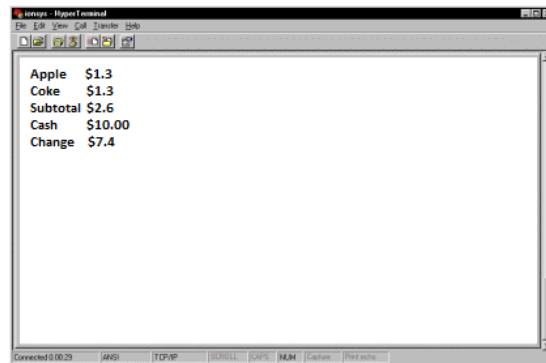 ionsys - HyperTerminal
File Edit View Call Transfer Help
Apple $1.3
Coke $1.3
Subtotal $2.6
Cash $10.00
Change $7.4
Connected 0:00:29 ANSI TCP/IP SCROLL CAPS NUM Capture Print echo